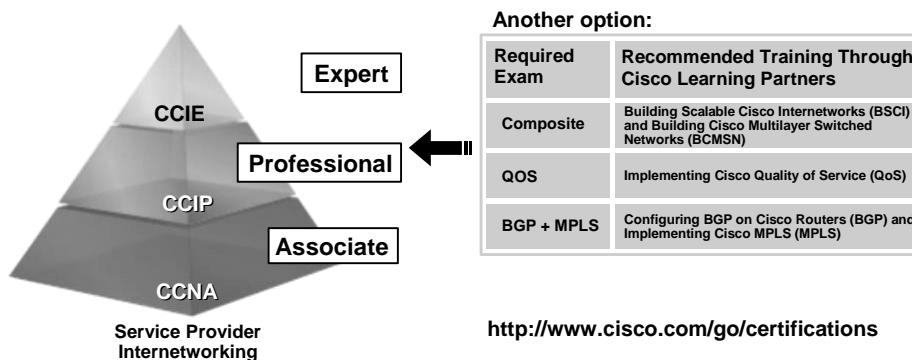 Another option:
Required Exam
Recommended Training Through Cisco Learning Partners
Composite
Building Scalable Cisco Internetworks (BSCI) and Building Cisco Multilayer Switched Networks (BCMSN)
QOS
Implementing Cisco Quality of Service (QoS)
BGP + MPLS
Configuring BGP on Cisco Routers (BGP) and Implementing Cisco MPLS (MPLS)
Expert
CCIE
Professional
CCIP
Associate
CCNA
Service Provider
Internetworking
http://www.cisco.com/go/certifications